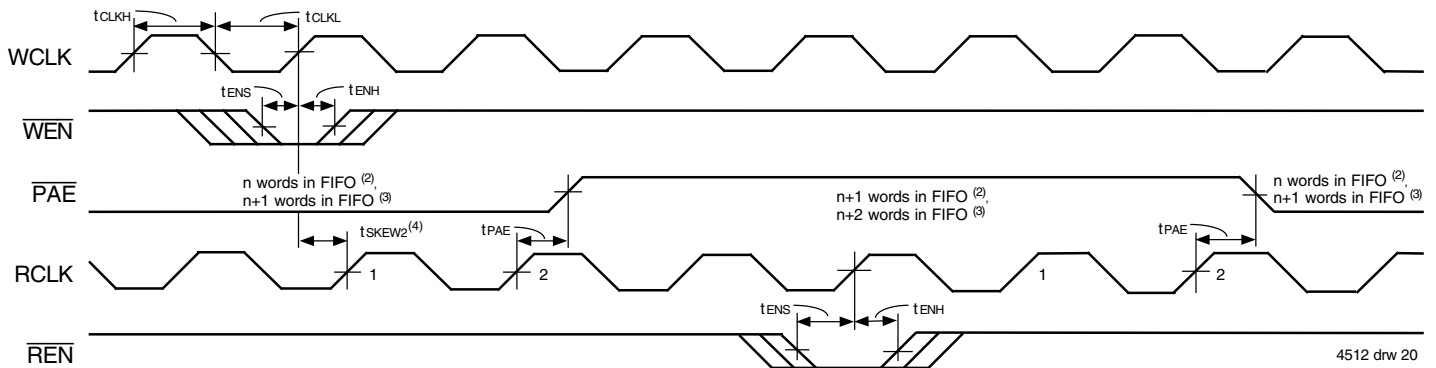 tCLKH
tCLKL
WCLK
tENS
tENH
WEN
PAE
n words in FIFO (2),
n+1 words in FIFO (3)
n+1 words in FIFO (2),
n+2 words in FIFO (3)
n words in FIFO (2),
n+1 words in FIFO (3)
tSKEW2(4)
tPAE
tPAE
RCLK
1
2
1
2
tENS
tENH
REN
4512 drw 20